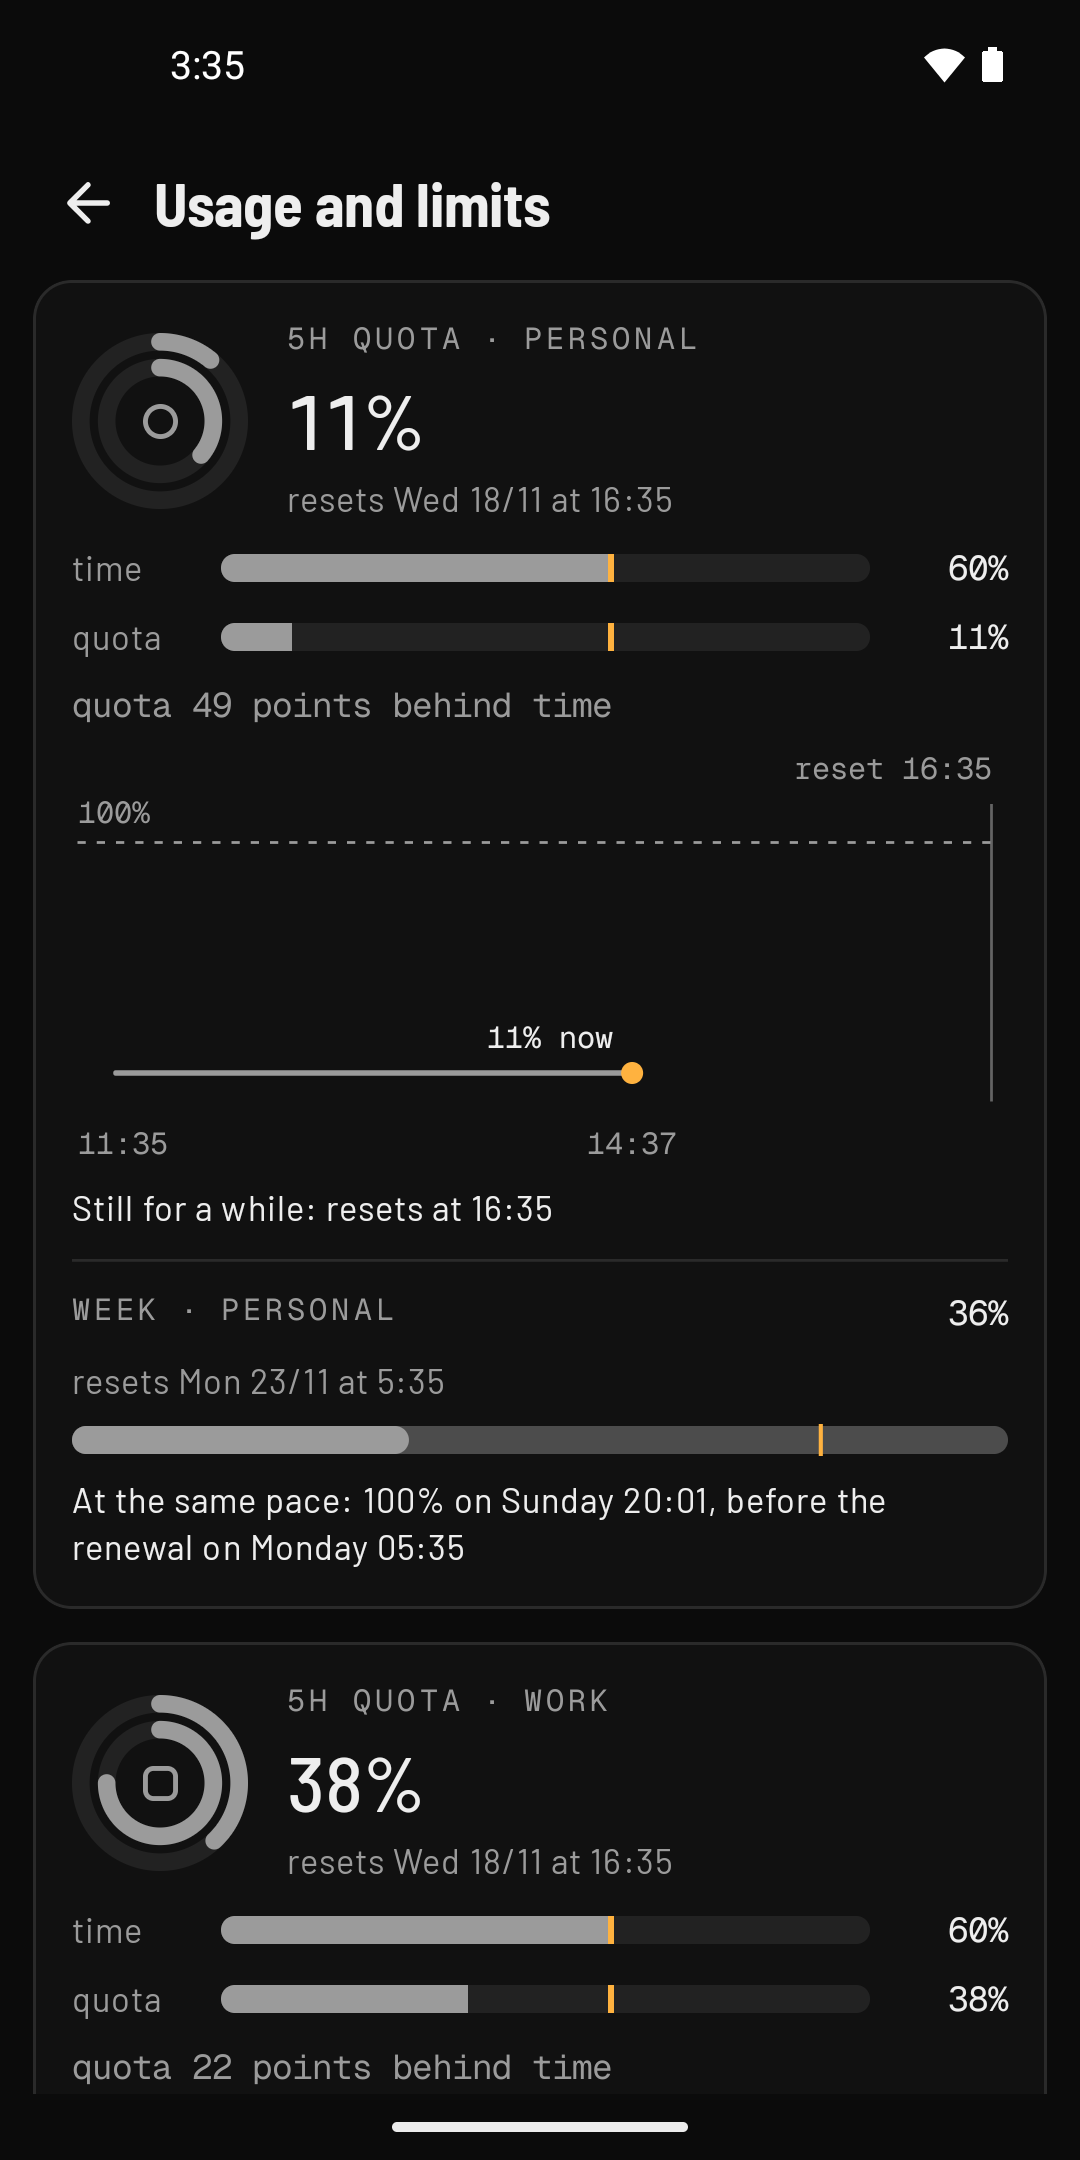 3:35
Usage and limits
5H QUOTA · PERSONAL
11%
resets Wed 18/11 at 16:35
time 60%
quota 11%
quota 49 points behind time
reset 16:35
100%
11% now
11:35 14:37
Still for a while: resets at 16:35
WEEK · PERSONAL 36%
resets Mon 23/11 at 5:35
At the same pace: 100% on Sunday 20:01, before the
renewal on Monday 05:35
5H QUOTA · WORK
38%
resets Wed 18/11 at 16:35
time 60%
quota 38%
quota 22 points behind time